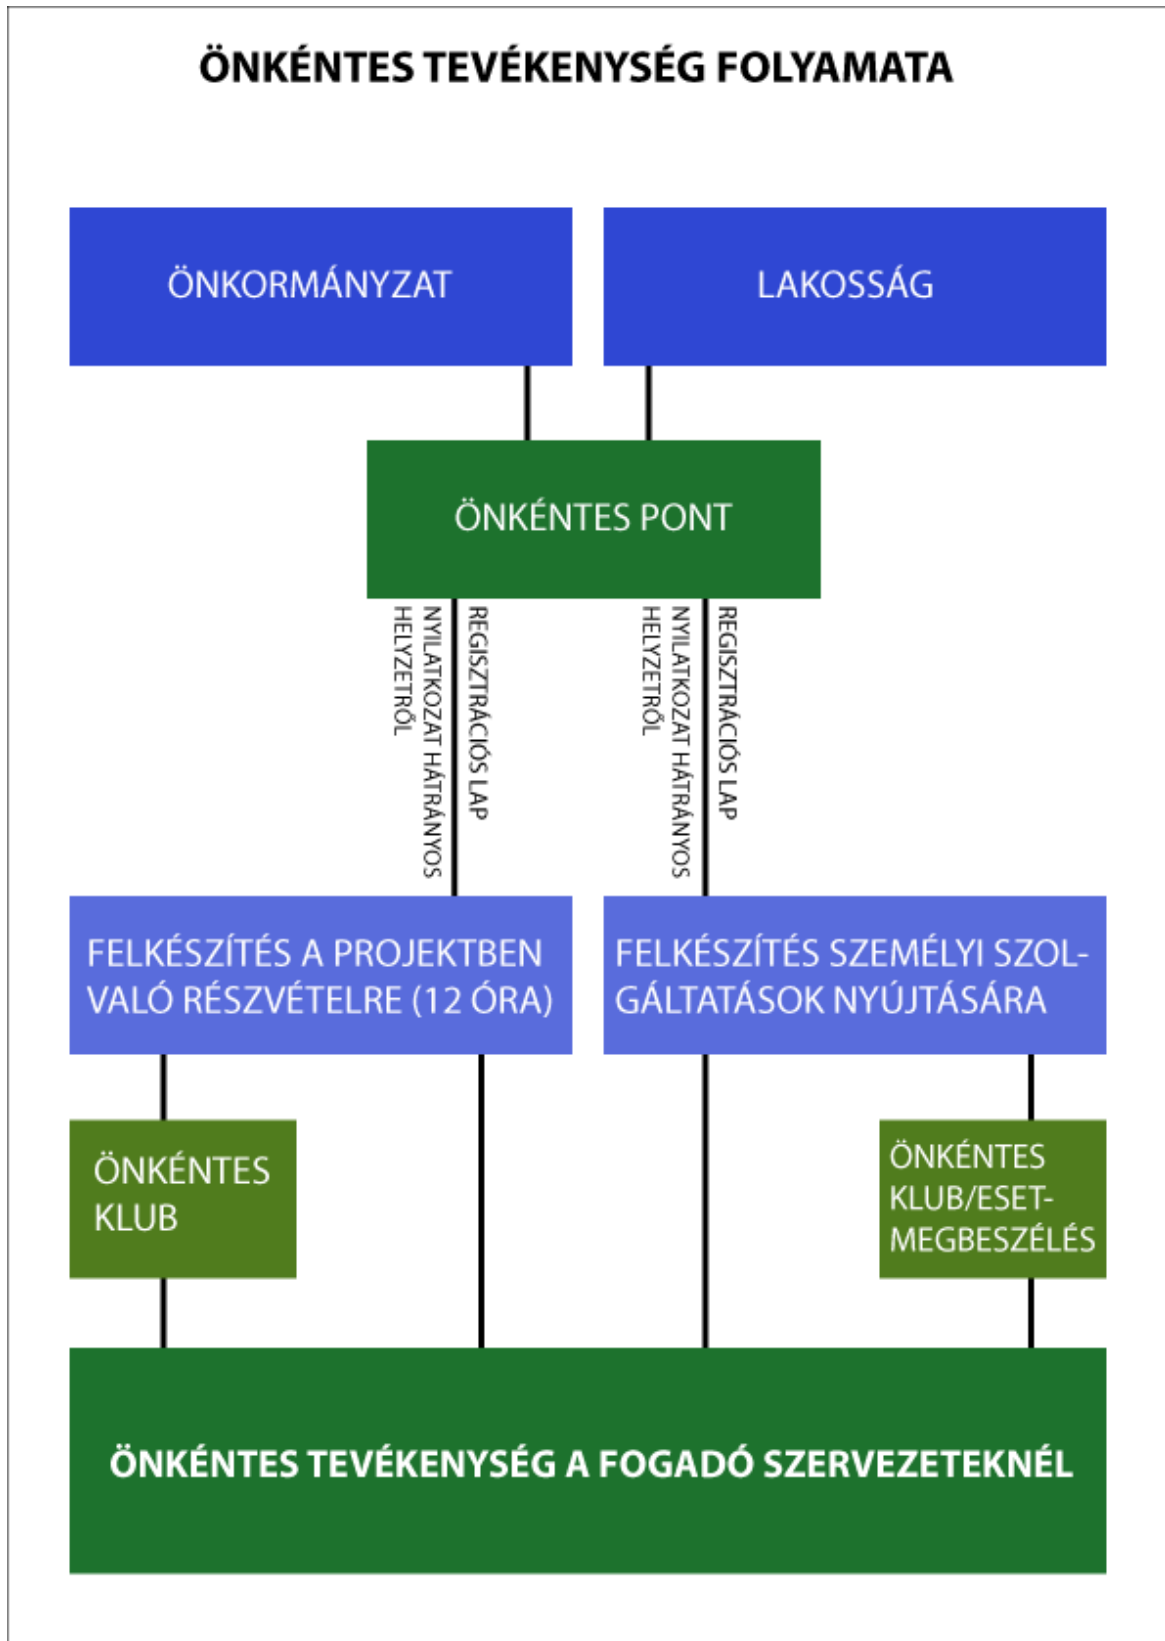 ÖNKÉNTES TEVÉKENYSÉG FOLYAMATA
ÖNKORMÁNYZAT
LAKOSSÁG
ÖNKÉNTES PONT
REGISZTRÁCIÓS LAP
NYILATKOZAT HÁTRÁNYOS
HELYZETRŐL
REGISZTRÁCIÓS LAP
NYILATKOZAT HÁTRÁNYOS
HELYZETRŐL
FELKÉSZÍTÉS A PROJEKTBEN
VALÓ RÉSZVÉTELRE (12 ÓRA)
FELKÉSZÍTÉS SZEMÉLYI SZOL-
GÁLTATÁSOK NYÚJTÁSÁRA
ÖNKÉNTES
KLUB
ÖNKÉNTES
KLUB/ESET-
MEGBESZÉLÉS
ÖNKÉNTES TEVÉKENYSÉG A FOGADÓ SZERVEZETEKNÉL